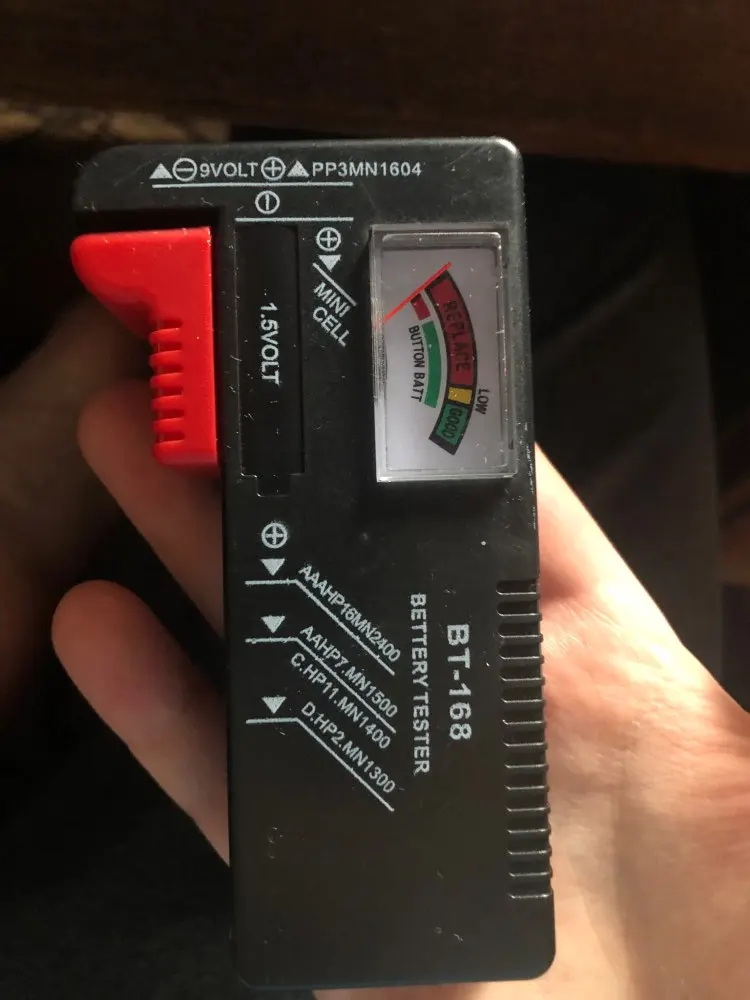 9VOLT PP3MN1604
MINI
CELL
1.5VOLT
REPLACE
LOW
GOOD
BUTTON BATT
AAAHP16MN2400
AAHP7.MN1500
C.HP11.MN1400
D.HP2.MN1300
BT-168
BETTERY TESTER